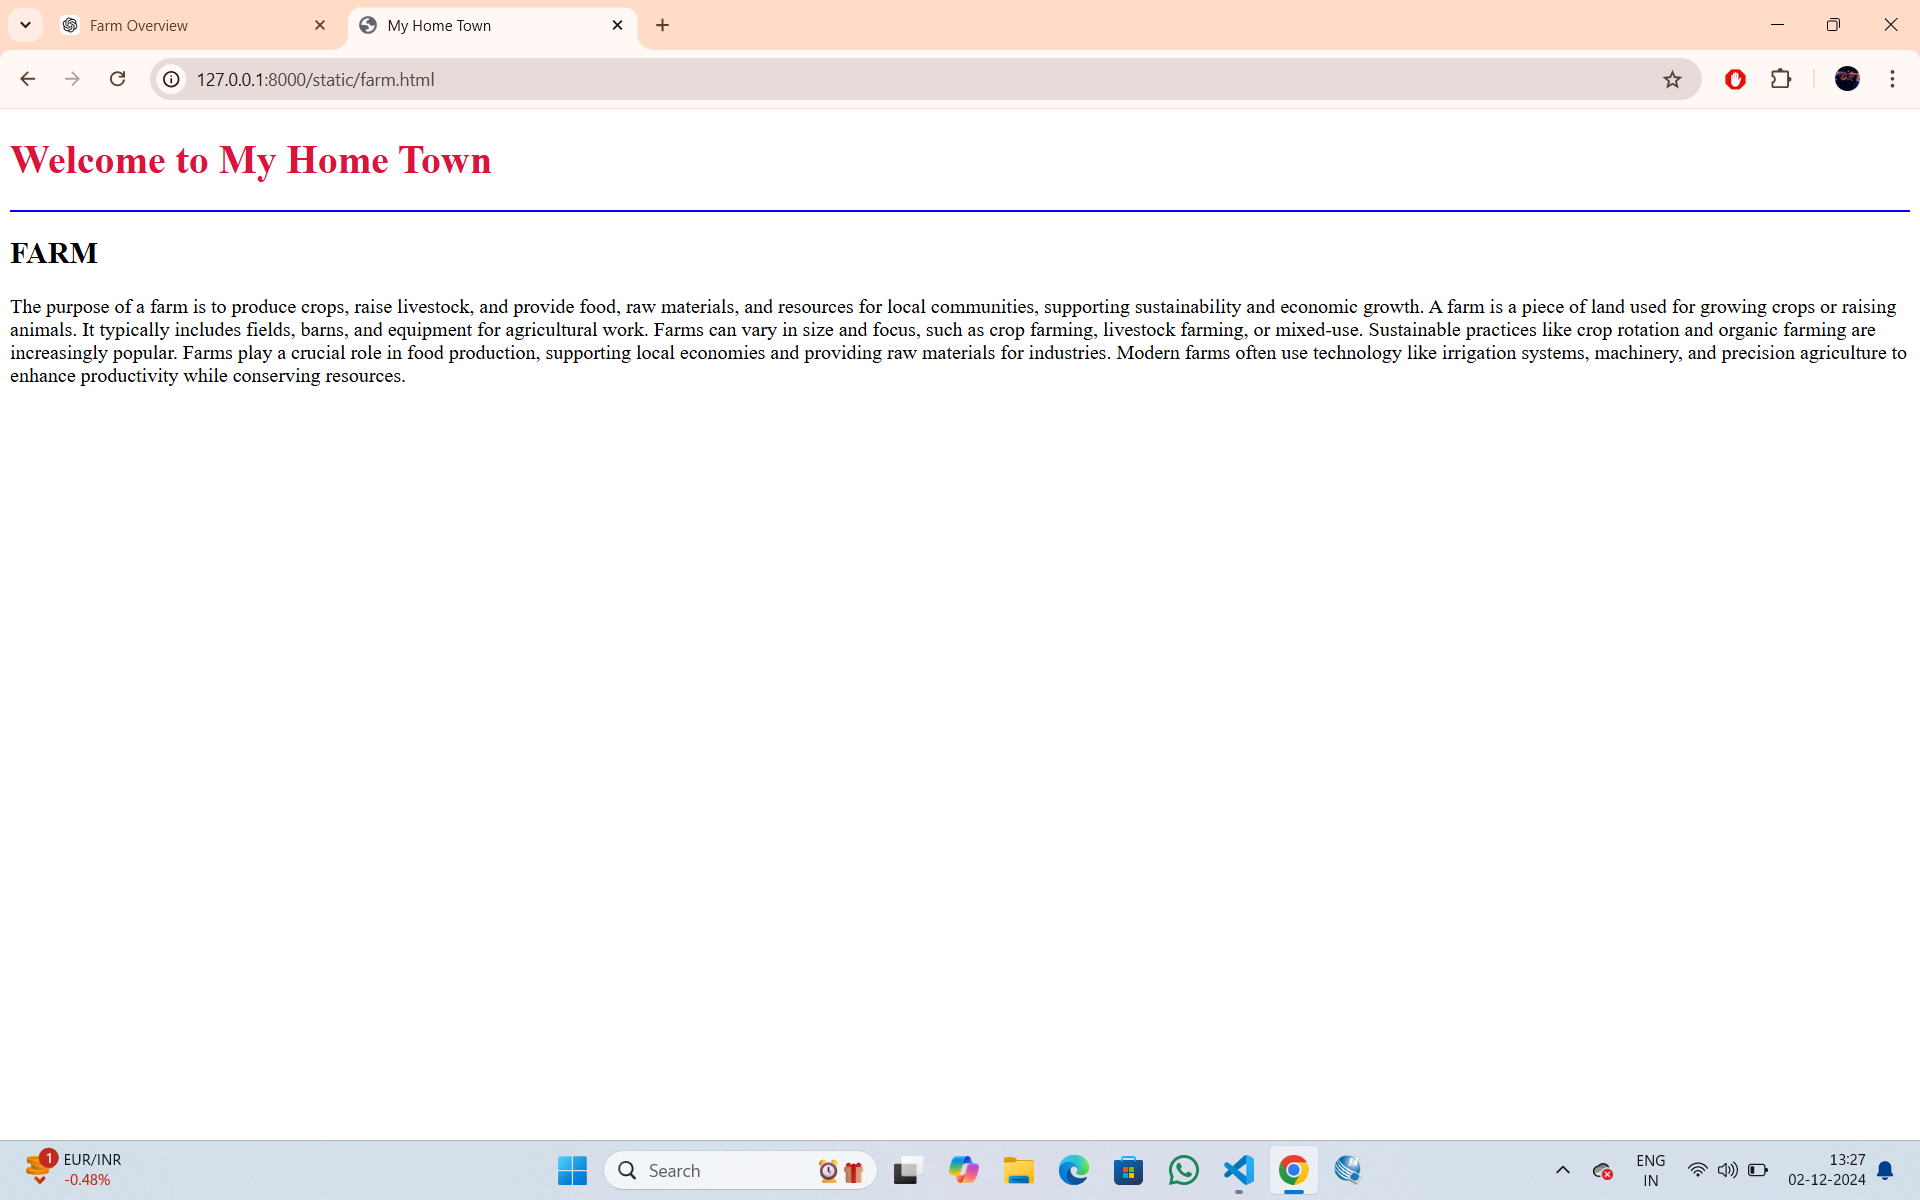 Farm Overview
My Home Town
127.0.0.1:8000/static/farm.html
Welcome to My Home Town
FARM
The purpose of a farm is to produce crops, raise livestock, and provide food, raw materials, and resources for local communities, supporting sustainability and economic growth. A farm is a piece of land used for growing crops or raising
animals. It typically includes fields, barns, and equipment for agricultural work. Farms can vary in size and focus, such as crop farming, livestock farming, or mixed-use. Sustainable practices like crop rotation and organic farming are
increasingly popular. Farms play a crucial role in food production, supporting local economies and providing raw materials for industries. Modern farms often use technology like irrigation systems, machinery, and precision agriculture to
enhance productivity while conserving resources.
1
EUR/INR
-0.48%
Search
ENG
IN
13:27
02-12-2024